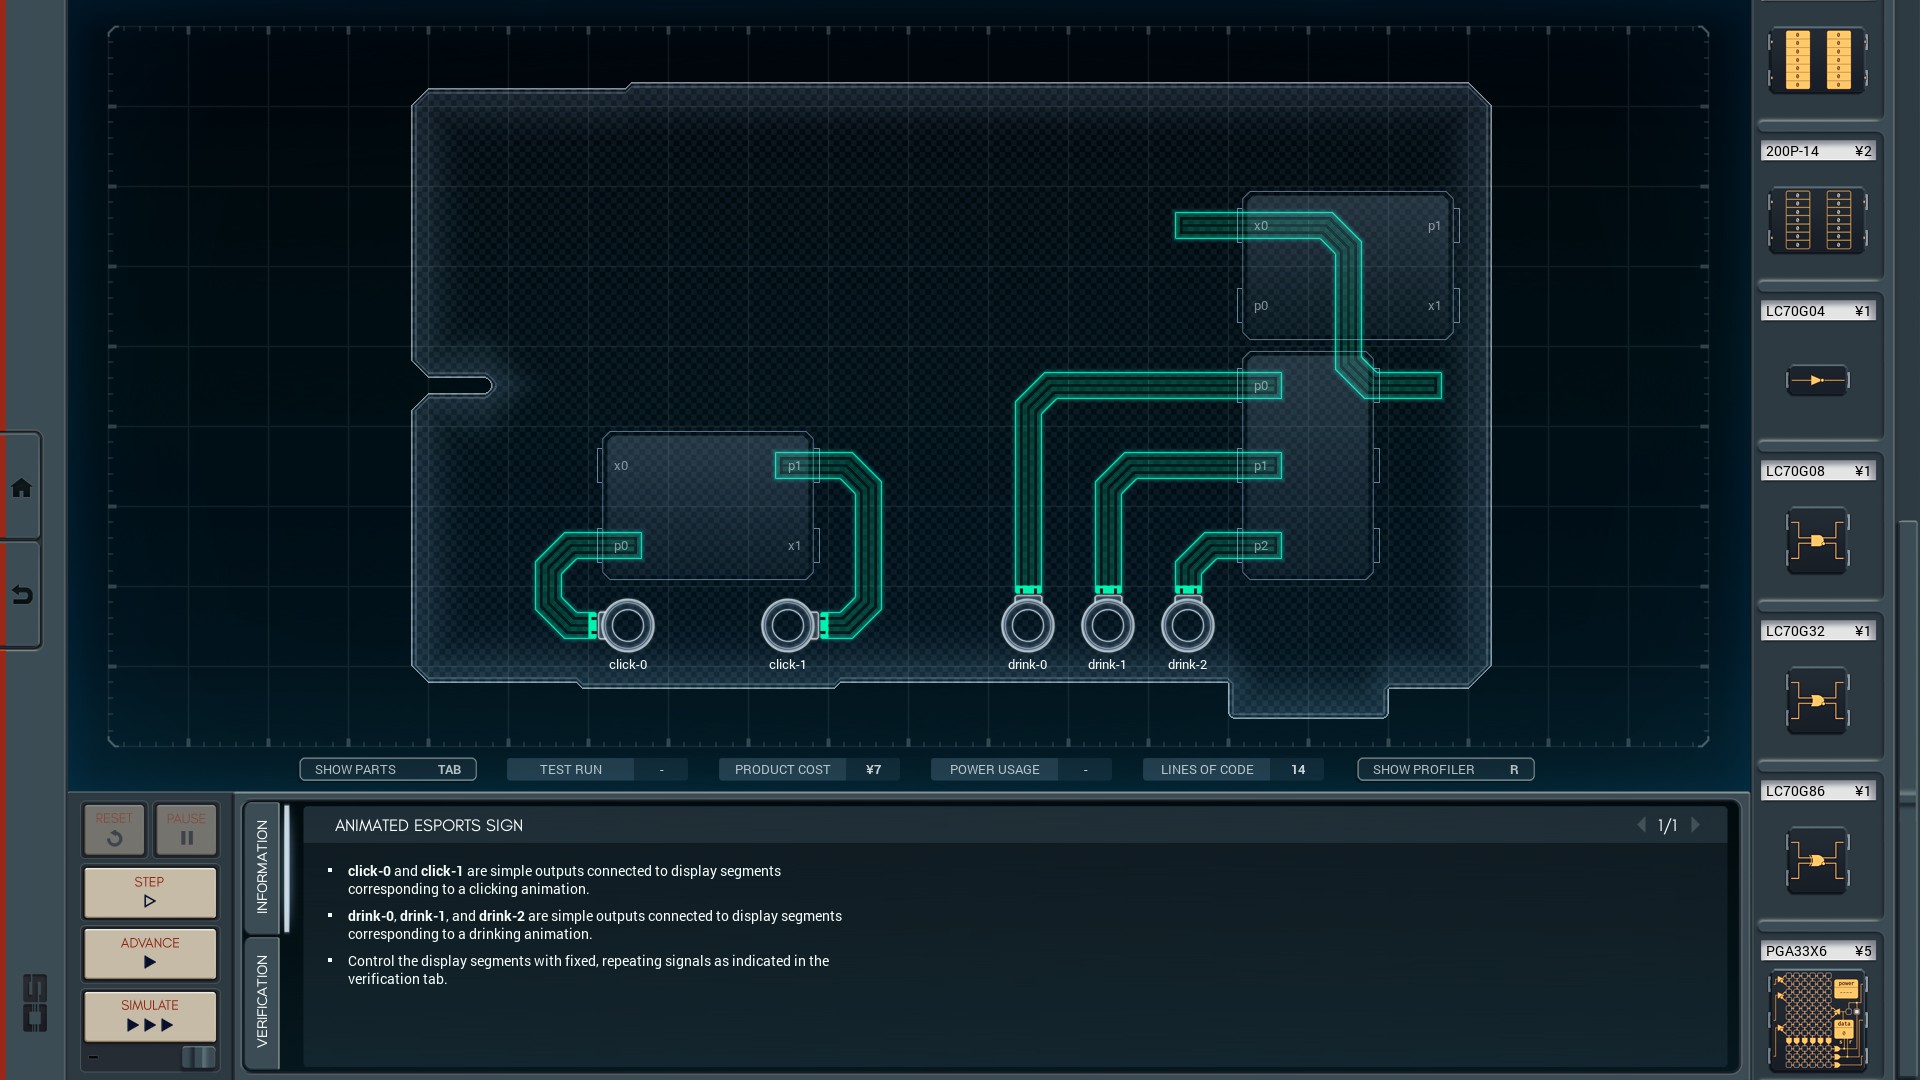 x0
p1
p0
x1
p0
x0
p1
p1
p0
x1
p2
click-0
click-1
drink-0
drink-1
drink-2
200P-14 ¥2
LC70G04 ¥1
LC70G08 ¥1
LC70G32 ¥1
LC70G86 ¥1
PGA33X6 ¥5
SHOW PARTS TAB
TEST RUN -
PRODUCT COST ¥7
POWER USAGE -
LINES OF CODE 14
SHOW PROFILER R
RESET
PAUSE
STEP
ADVANCE
SIMULATE
INFORMATION
VERIFICATION
ANIMATED ESPORTS SIGN
1/1
click-0 and click-1 are simple outputs connected to display segments
corresponding to a clicking animation.
drink-0, drink-1, and drink-2 are simple outputs connected to display segments
corresponding to a drinking animation.
Control the display segments with fixed, repeating signals as indicated in the
verification tab.